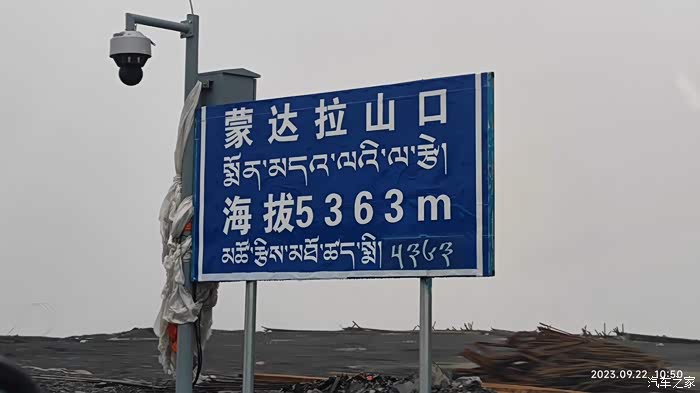 蒙达拉山口
སྨོན་མདའ་ལའི་ལ་རྩེ།
海拔5363m
མཚོ་ངོས་མཐོ་ཚད་སྨི། ༥༣༦༣
2023.09.22 10:50
汽车之家